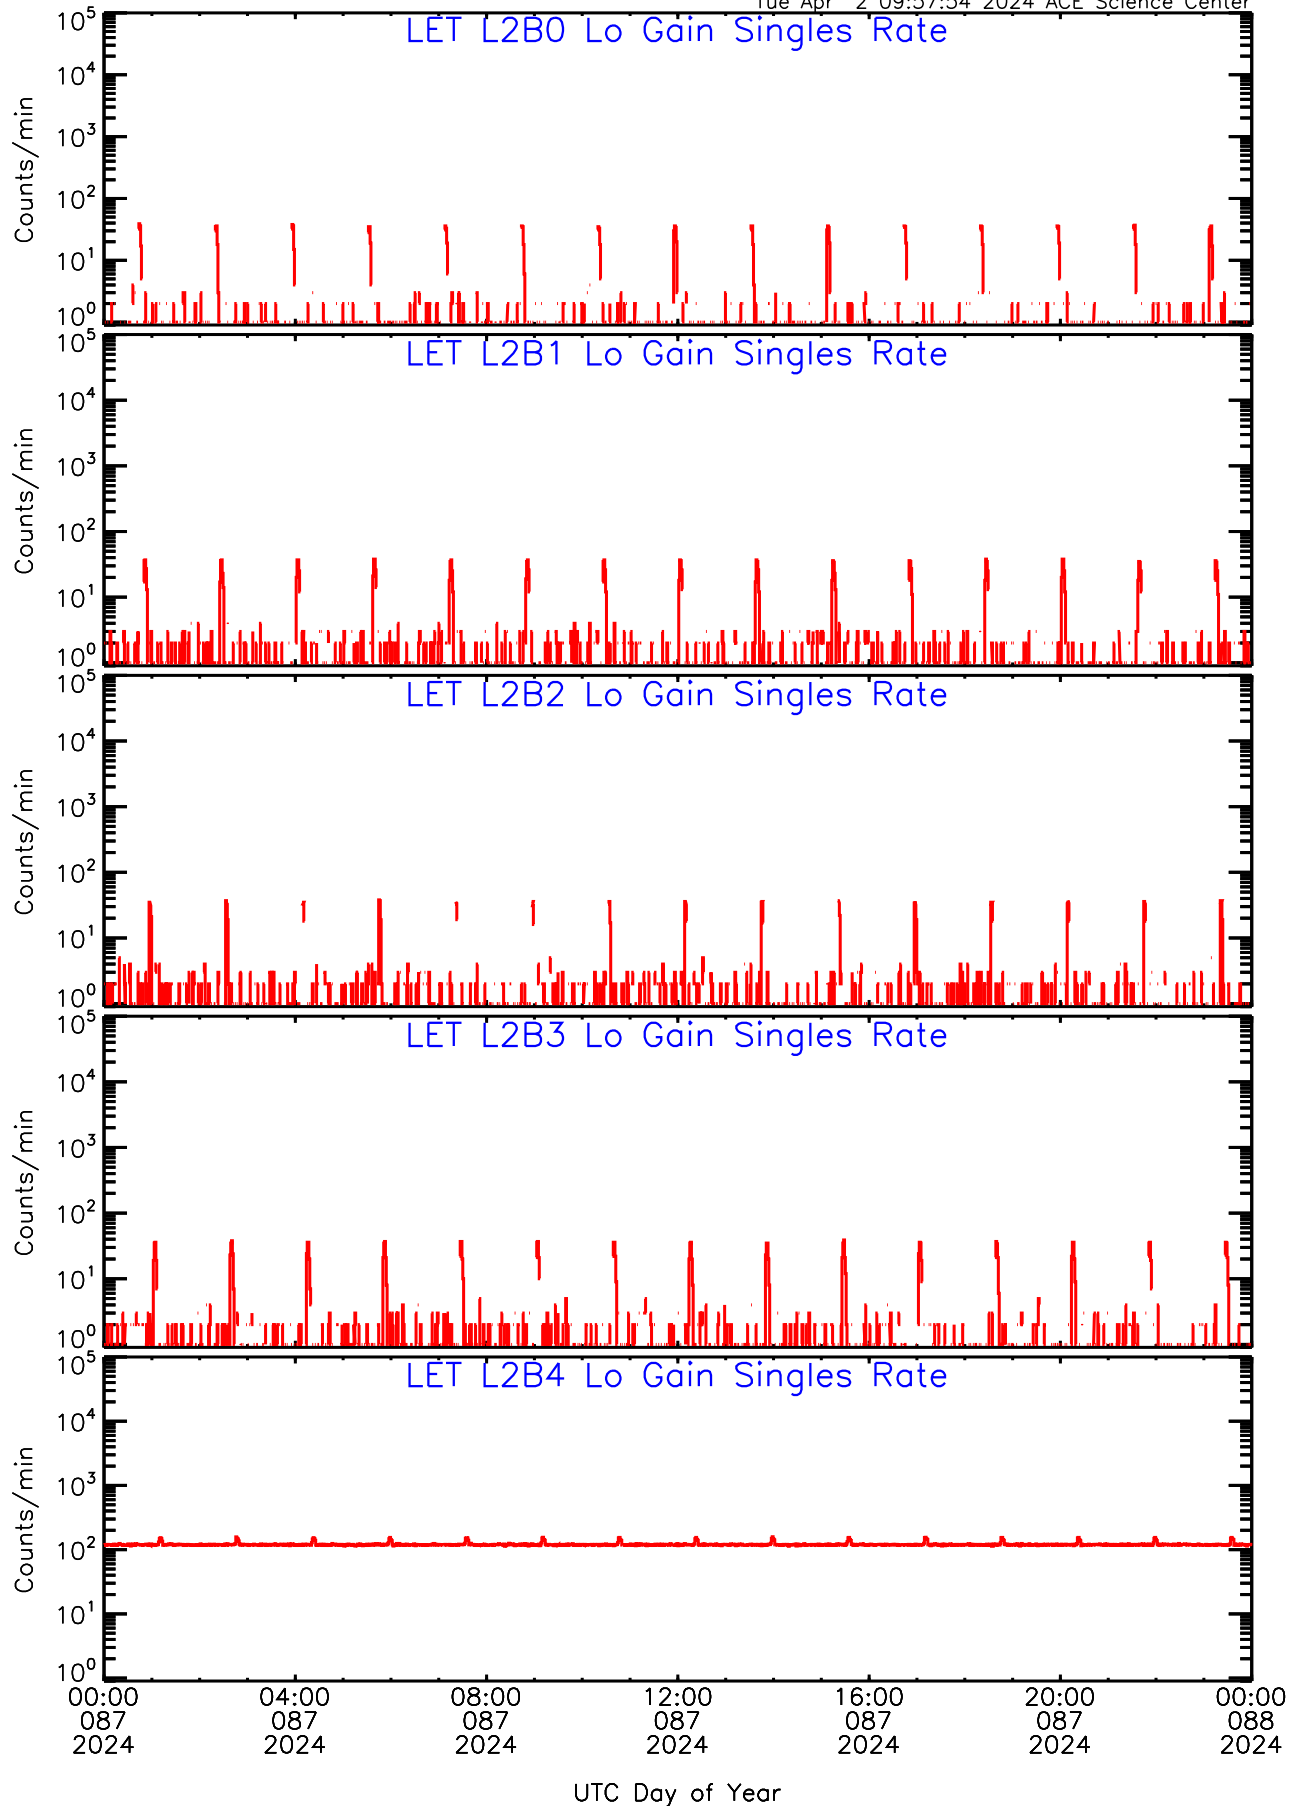 Tue Apr 2 09:57:54 2024 ACE Science Center
LET L2B0 Lo Gain Singles Rate
10^5
10^4
10^3
10^2
10^1
10^0
Counts/min
LET L2B1 Lo Gain Singles Rate
10^5
10^4
10^3
10^2
10^1
10^0
Counts/min
LET L2B2 Lo Gain Singles Rate
10^5
10^4
10^3
10^2
10^1
10^0
Counts/min
LET L2B3 Lo Gain Singles Rate
10^5
10^4
10^3
10^2
10^1
10^0
Counts/min
LET L2B4 Lo Gain Singles Rate
10^5
10^4
10^3
10^2
10^1
10^0
Counts/min
00:00 04:00 08:00 12:00 16:00 20:00 00:00
087 087 087 087 087 087 088
2024 2024 2024 2024 2024 2024 2024
UTC Day of Year